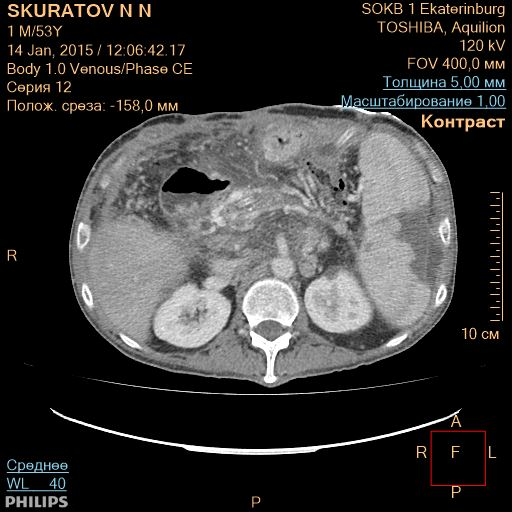 SKURATOV N N
1 M/53Y
14 Jan, 2015 / 12:06:42.17
Body 1.0 Venous/Phase CE
Серия 12
Полож. среза: -158,0 мм
SOKB 1 Ekaterinburg
TOSHIBA, Aquilion
120 kV
FOV 400,0 мм
Толщина 5,00 мм
Масштабирование 1,00
Контраст
R
10 см
A
R F L
P
Среднее
WL 40
PHILIPS
P